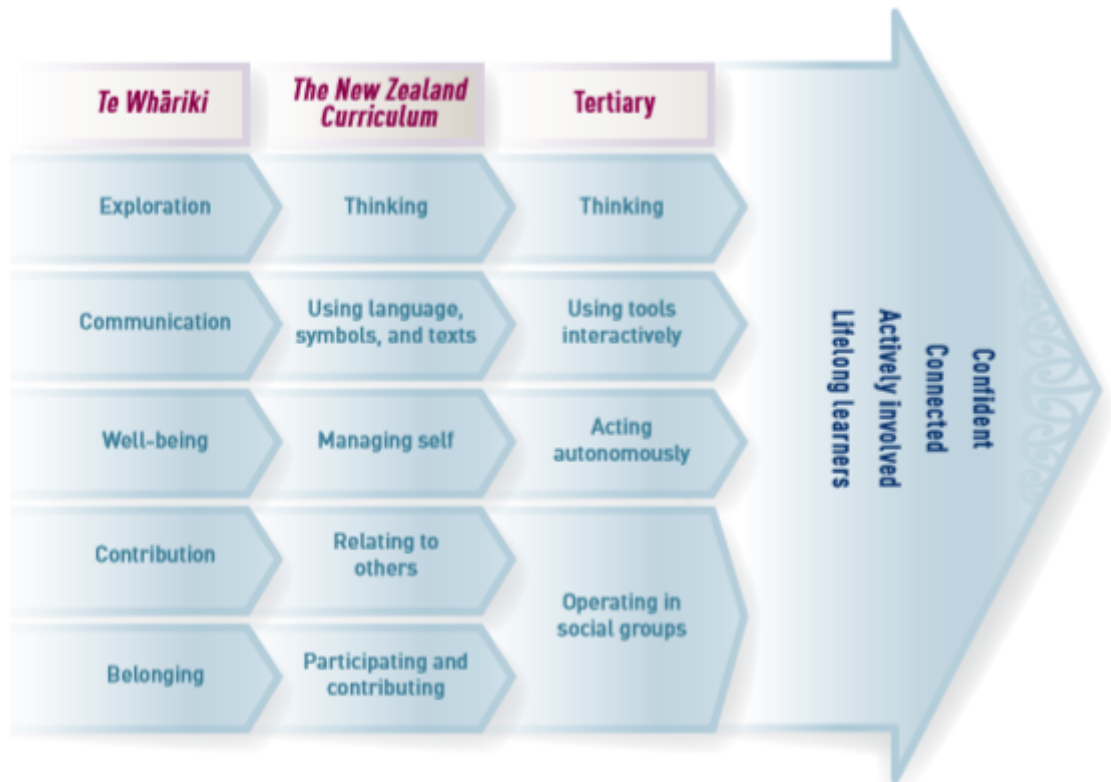 Te Whāriki
The New Zealand
Curriculum
Tertiary
Exploration
Thinking
Thinking
Communication
Using language,
symbols, and texts
Using tools
interactively
Well-being
Managing self
Acting
autonomously
Contribution
Relating to
others
Operating in
social groups
Belonging
Participating and
contributing
Confident
Connected
Actively involved
Lifelong learners